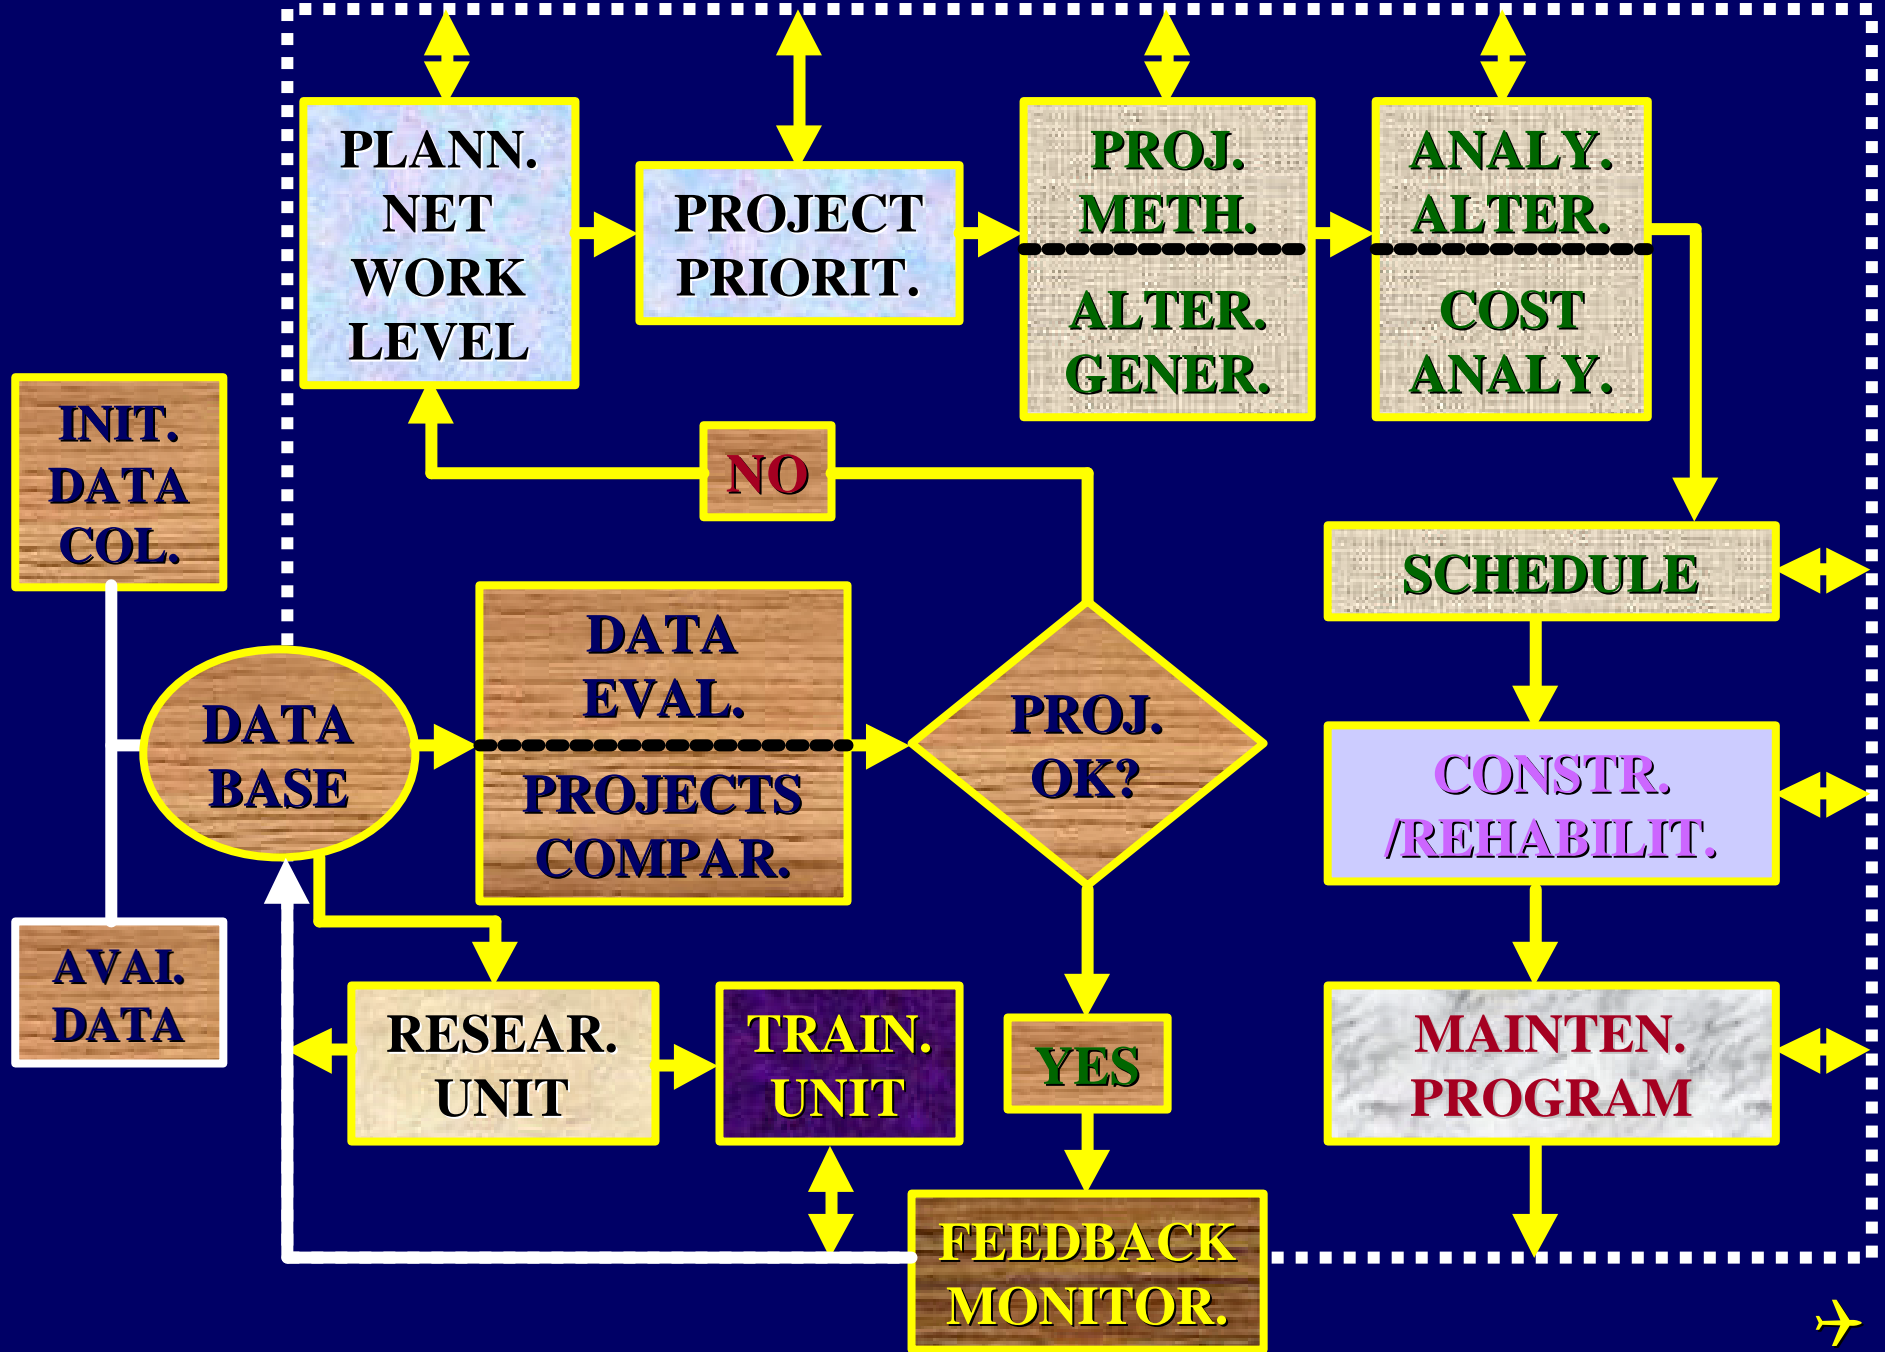 PLANN.
NET
WORK
LEVEL
PROJECT
PRIORIT.
PROJ.
METH.
ALTER.
GENER.
ANALY.
ALTER.
COST
ANALY.
INIT.
DATA
COL.
NO
SCHEDULE
DATA
BASE
DATA
EVAL.
PROJECTS
COMPAR.
PROJ.
OK?
CONSTR.
/REHABILIT.
AVAI.
DATA
RESEAR.
UNIT
TRAIN.
UNIT
YES
MAINTEN.
PROGRAM
FEEDBACK
MONITOR.